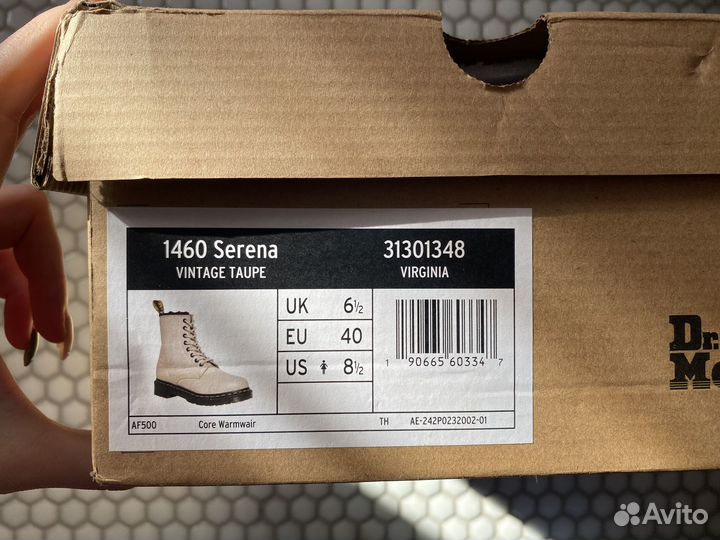 1460 Serena 31301348
VINTAGE TAUPE VIRGINIA
UK 6½
EU 40
US 8½
1 90665 60334 7
AF500 Core Warmwair TH AE-242P0232002-01
Dr.
Avito